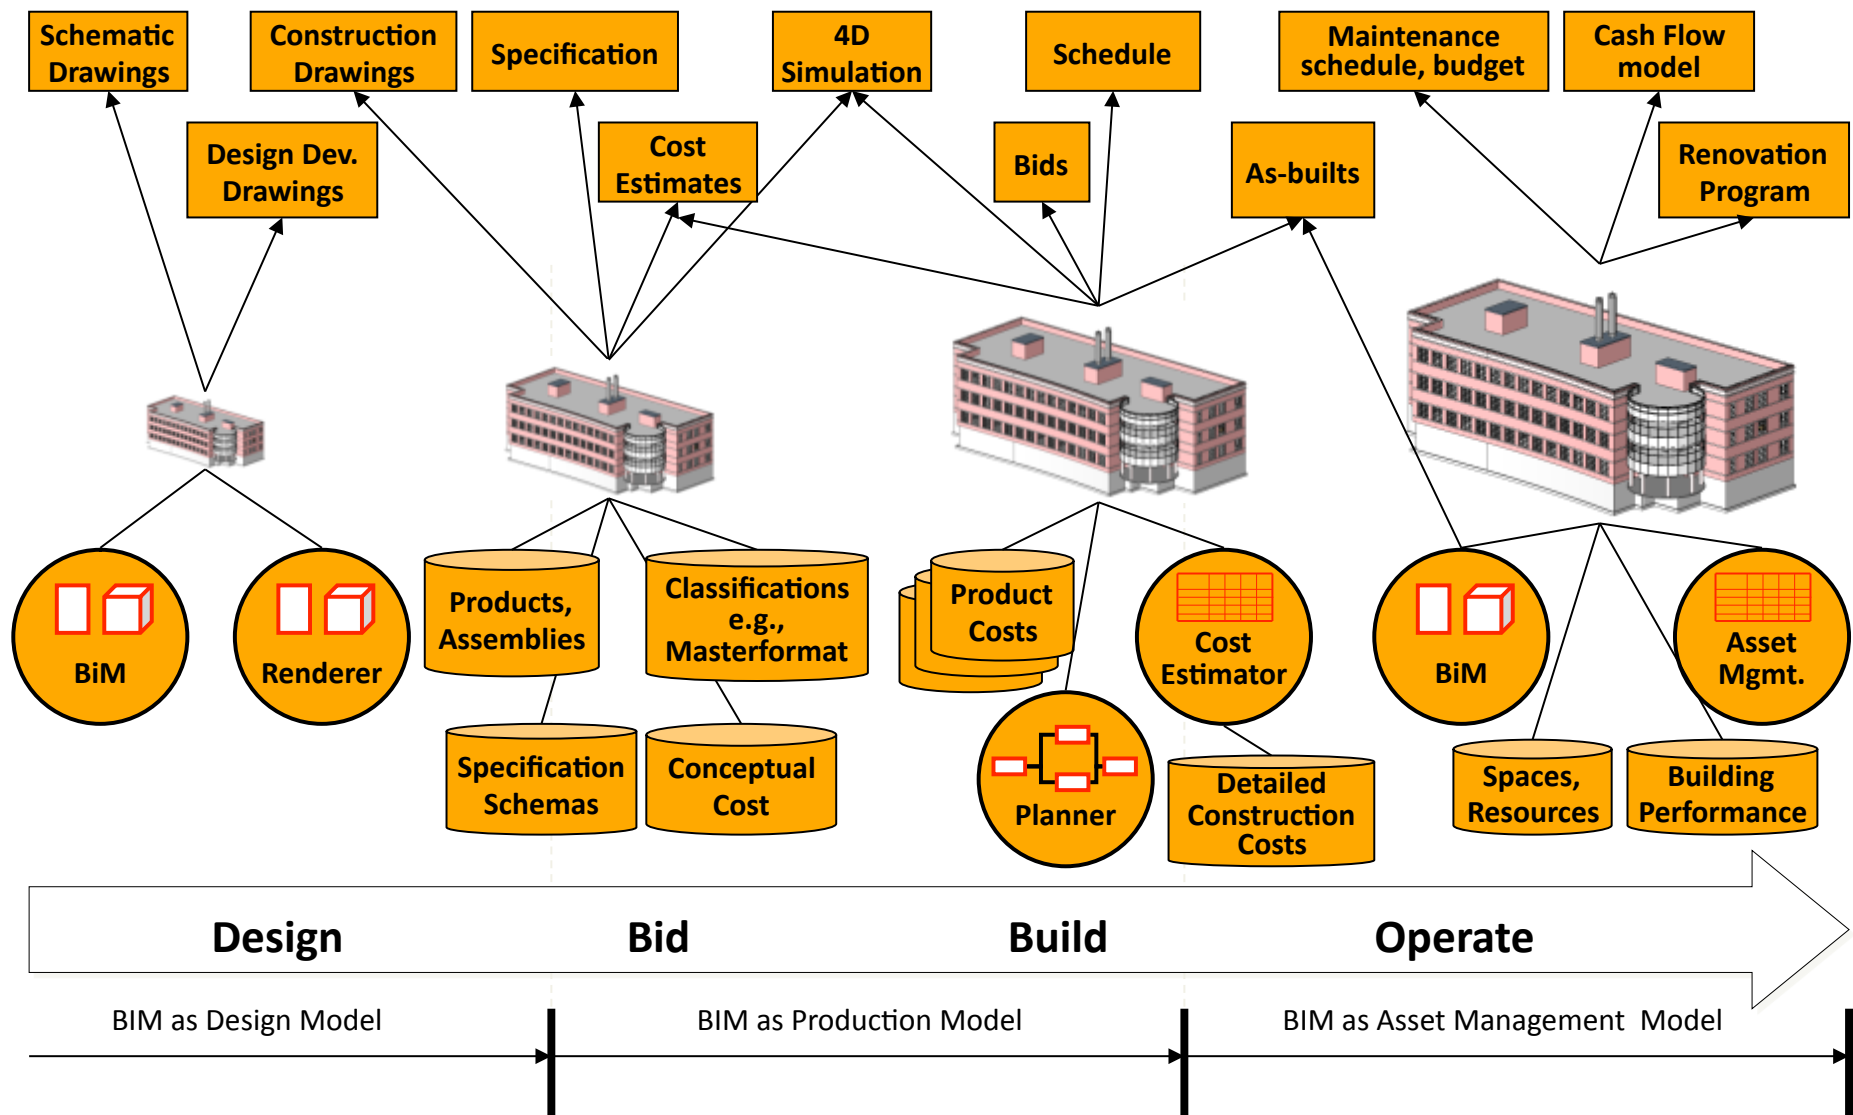 Schematic
Drawings
Construction
Drawings
Specification
4D
Simulation
Schedule
Maintenance
schedule, budget
Cash Flow
model
Design Dev.
Drawings
Cost
Estimates
Bids
As-builts
Renovation
Program
BiM
Renderer
Products,
Assemblies
Classifications
e.g.,
Masterformat
Specification
Schemas
Conceptual
Cost
Product
Costs
Cost
Estimator
Planner
Detailed
Construction
Costs
BiM
Asset
Mgmt.
Spaces,
Resources
Building
Performance
Design
Bid
Build
Operate
BIM as Design Model
BIM as Production Model
BIM as Asset Management  Model